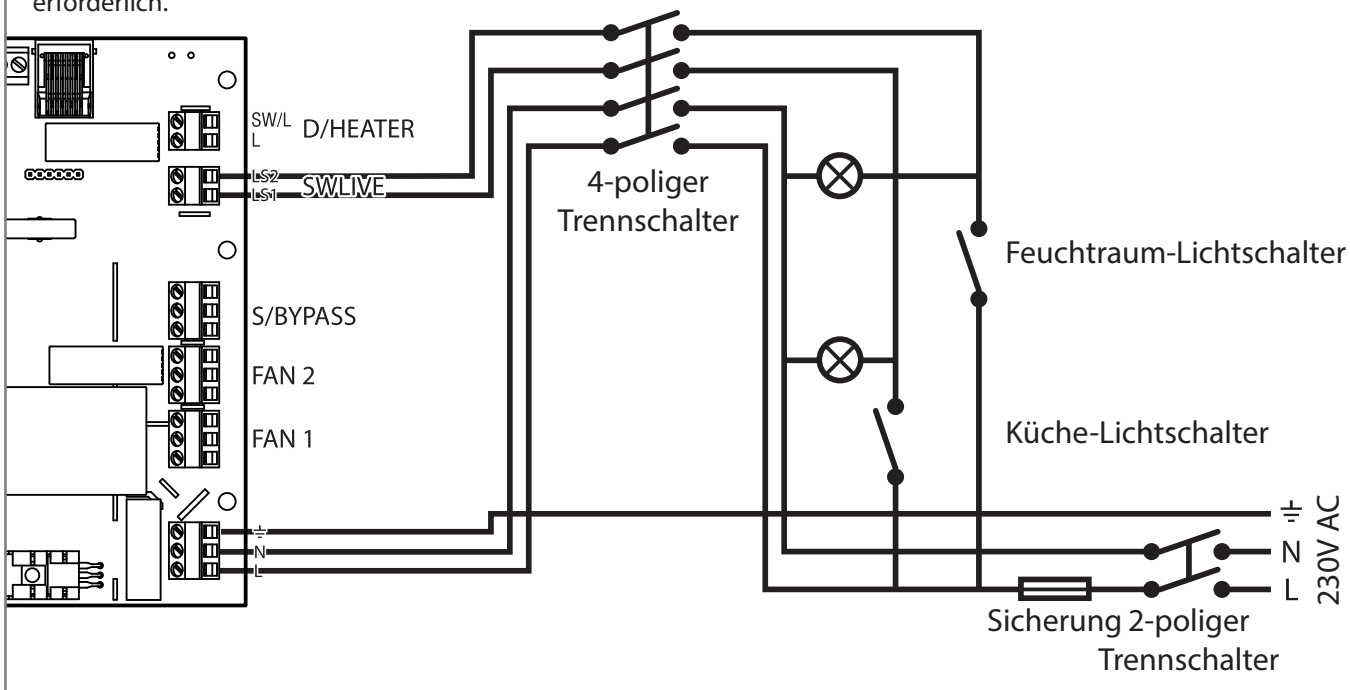 erforderlich.
SW/L
L
D/HEATER
LS2
LS1
SWLIVE
4-poliger
Trennschalter
Feuchtraum-Lichtschalter
S/BYPASS
FAN 2
FAN 1
Küche-Lichtschalter
N
L
N
L
230V AC
Sicherung 2-poliger
Trennschalter